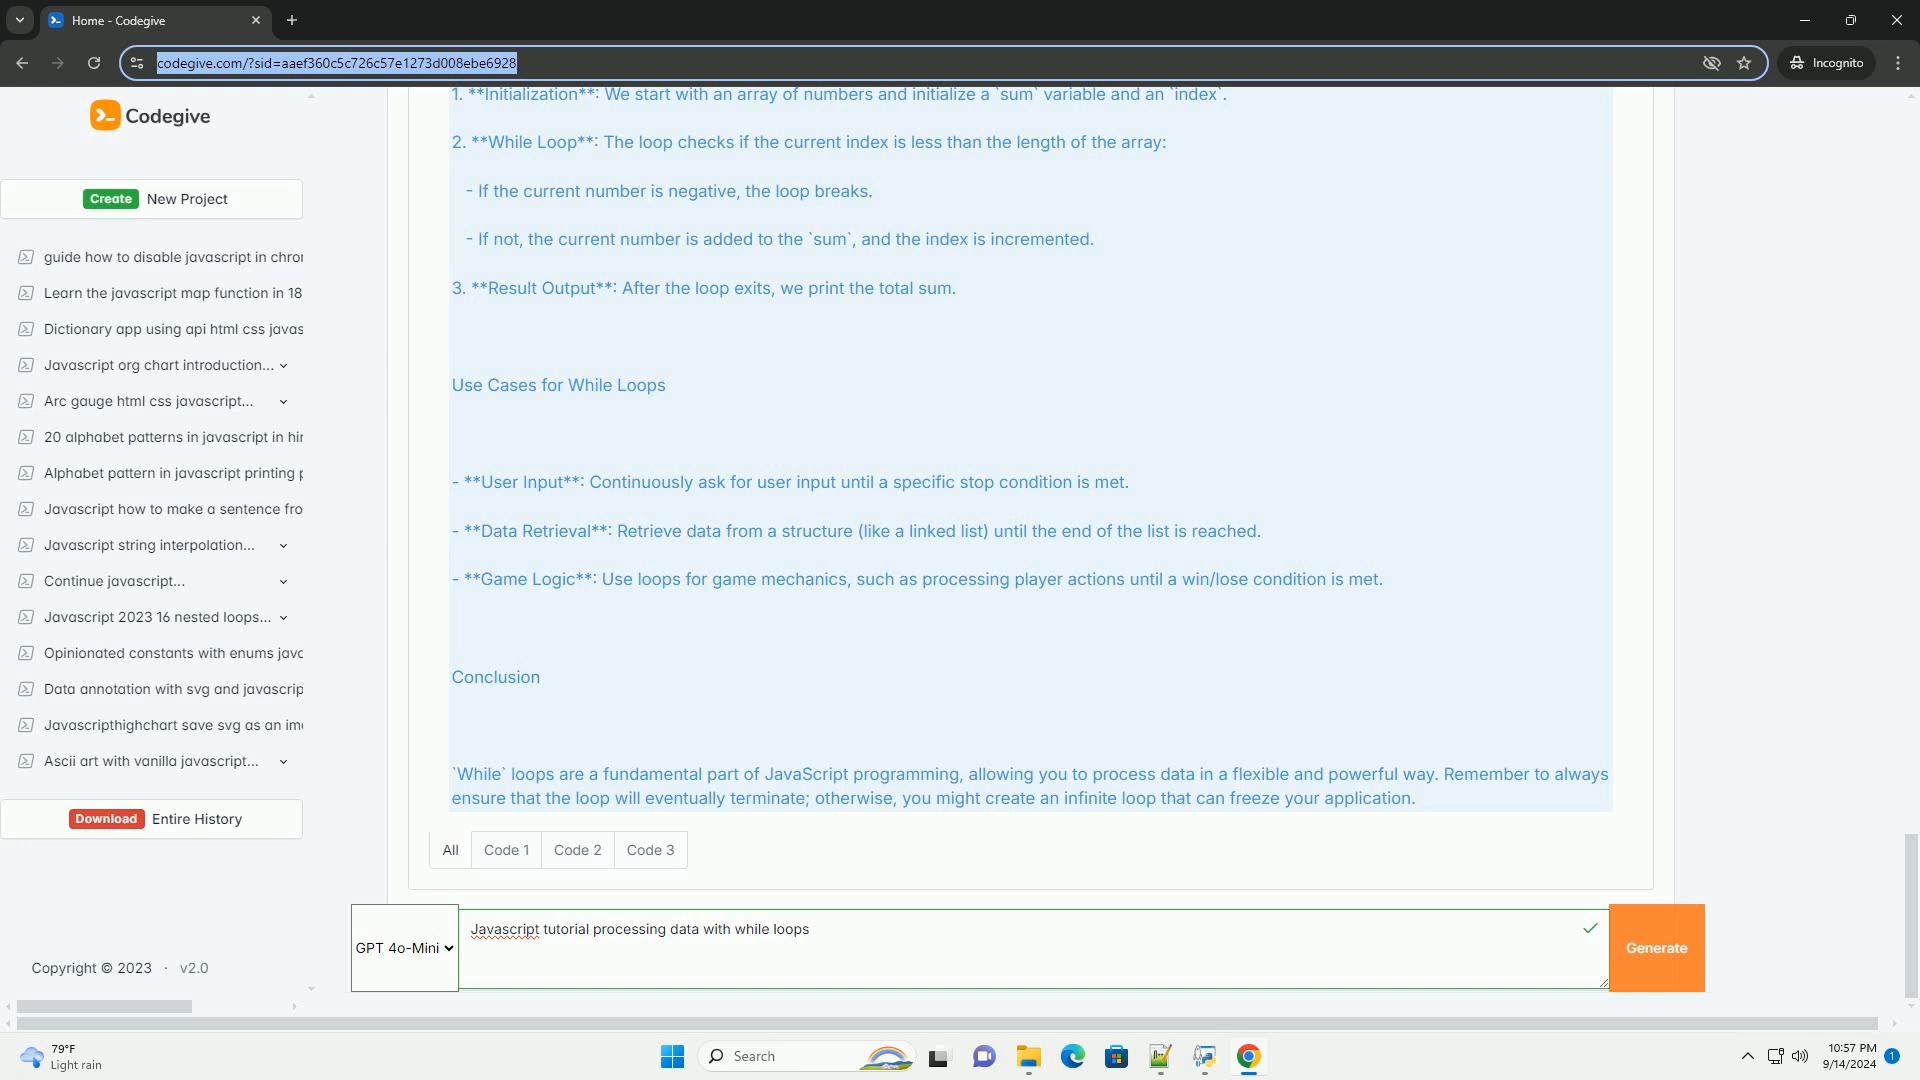 Home - Codegive
codegive.com/?sid=aaef360c5c726c57e1273d008ebe6928
Incognito
Codegive
Create New Project
guide how to disable javascript in chror
Learn the javascript map function in 18
Dictionary app using api html css javas
Javascript org chart introduction...
Arc gauge html css javascript...
20 alphabet patterns in javascript in hin
Alphabet pattern in javascript printing p
Javascript how to make a sentence fro
Javascript string interpolation...
Continue javascript...
Javascript 2023 16 nested loops...
Opinionated constants with enums java
Data annotation with svg and javascrip
Javascripthighchart save svg as an ima
Ascii art with vanilla javascript...
Download Entire History
Copyright © 2023 · v2.0
1. **Initialization**: We start with an array of numbers and initialize a `sum` variable and an `index`.
2. **While Loop**: The loop checks if the current index is less than the length of the array:
- If the current number is negative, the loop breaks.
- If not, the current number is added to the `sum`, and the index is incremented.
3. **Result Output**: After the loop exits, we print the total sum.
Use Cases for While Loops
- **User Input**: Continuously ask for user input until a specific stop condition is met.
- **Data Retrieval**: Retrieve data from a structure (like a linked list) until the end of the list is reached.
- **Game Logic**: Use loops for game mechanics, such as processing player actions until a win/lose condition is met.
Conclusion
`While` loops are a fundamental part of JavaScript programming, allowing you to process data in a flexible and powerful way. Remember to always
ensure that the loop will eventually terminate; otherwise, you might create an infinite loop that can freeze your application.
All Code 1 Code 2 Code 3
GPT 4o-Mini
Javascript tutorial processing data with while loops
Generate
79°F
Light rain
Search
10:57 PM
9/14/2024
1